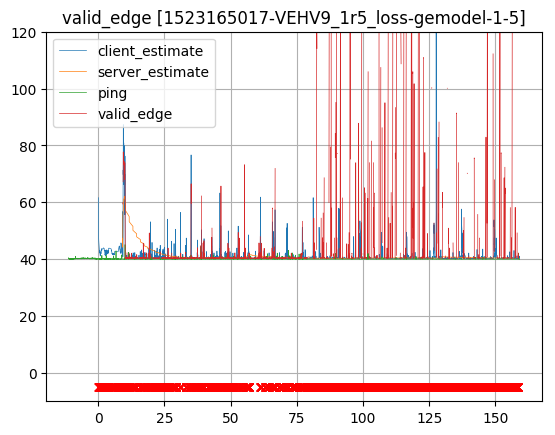 valid_edge [1523165017-VEHV9_1r5_loss-gemodel-1-5]
client_estimate
server_estimate
ping
valid_edge
120
100
80
60
40
20
0
0 25 50 75 100 125 150